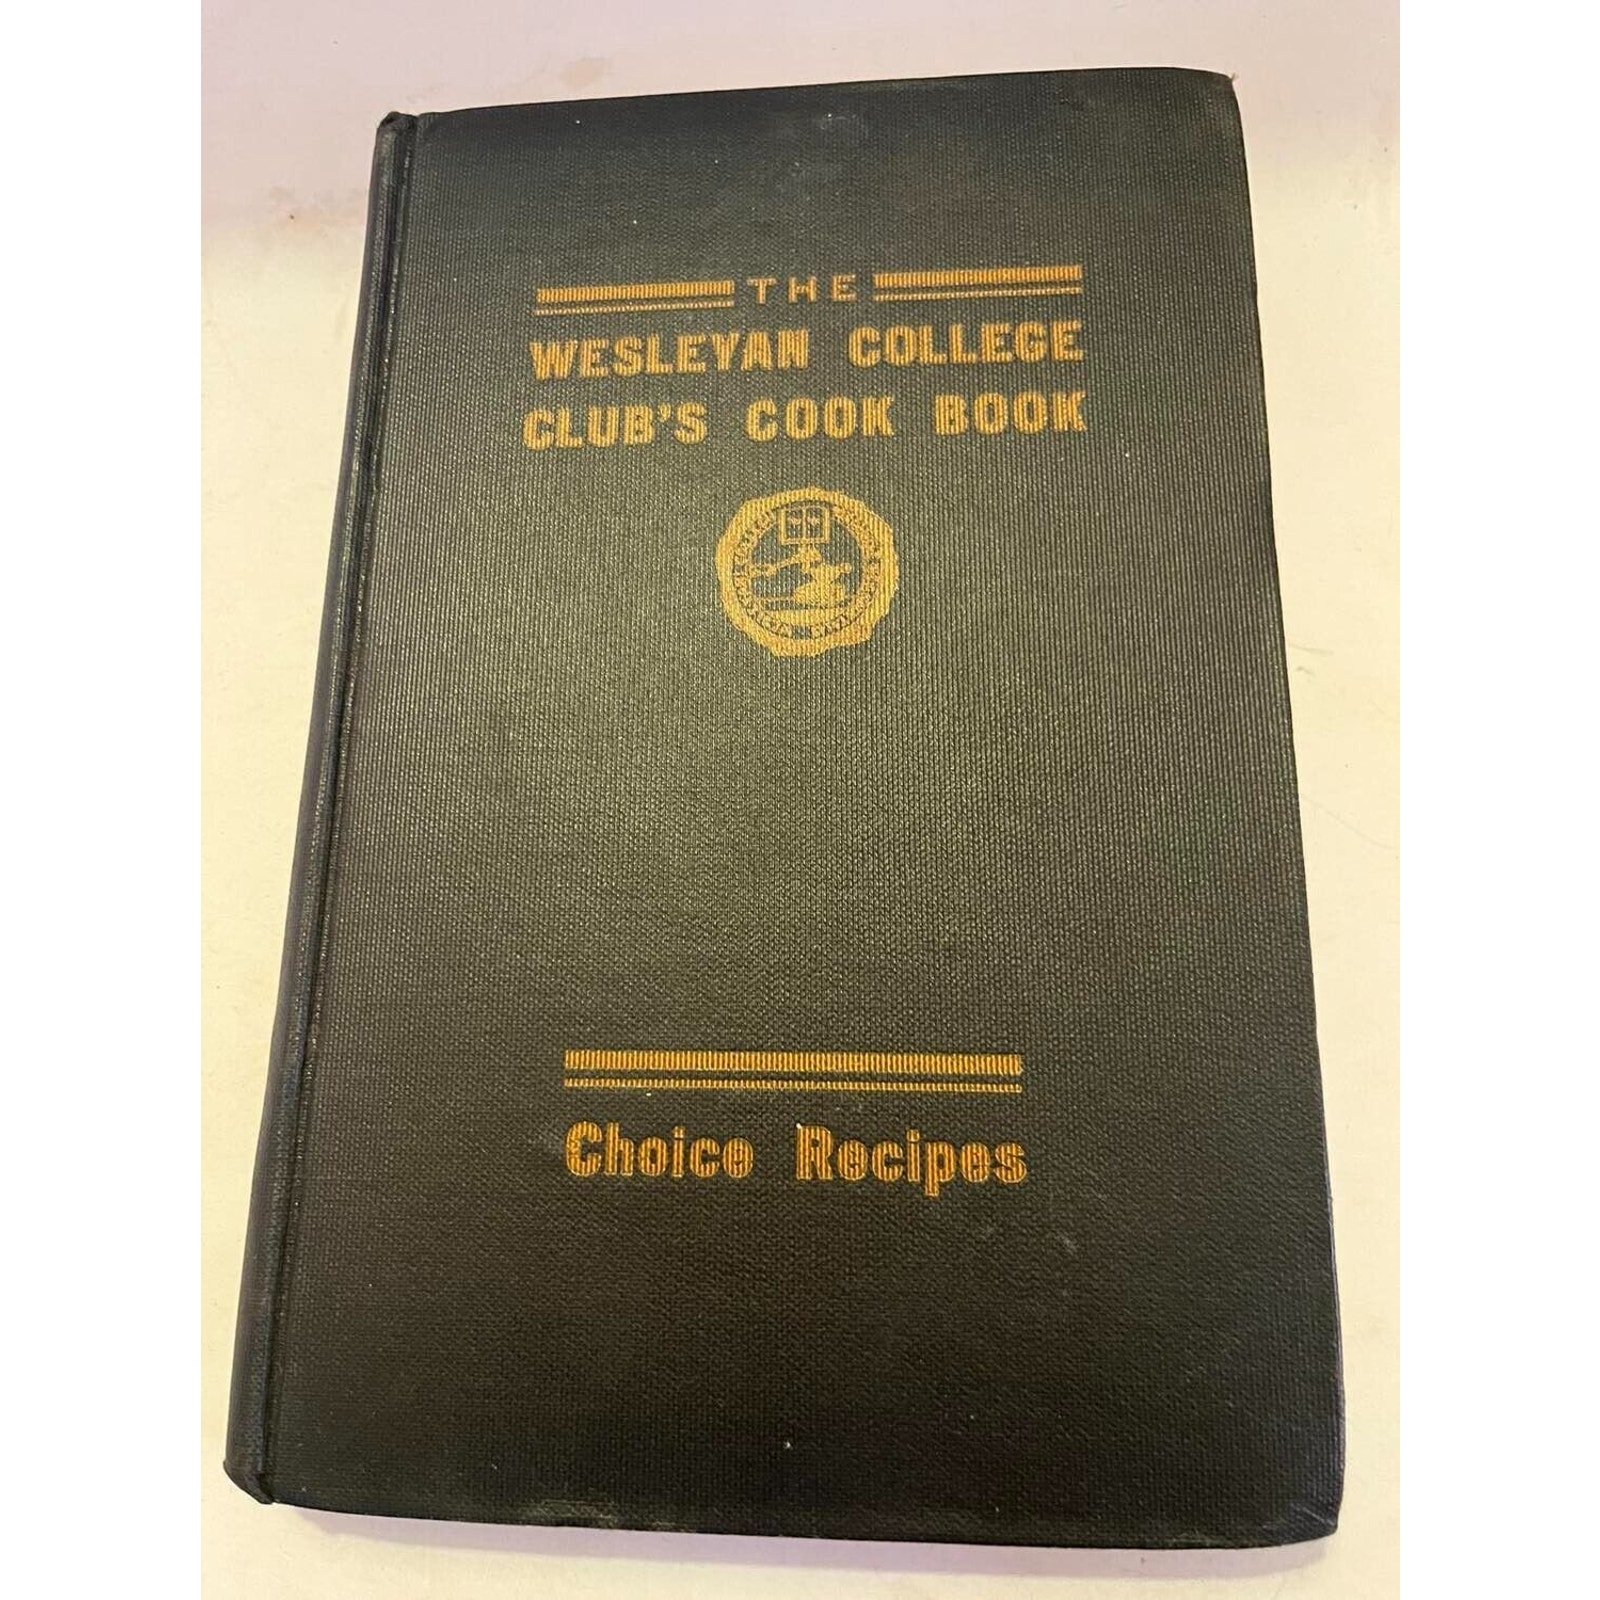 THE
WESLEYAN COLLEGE
CLUB'S COOK BOOK
Choice Recipes